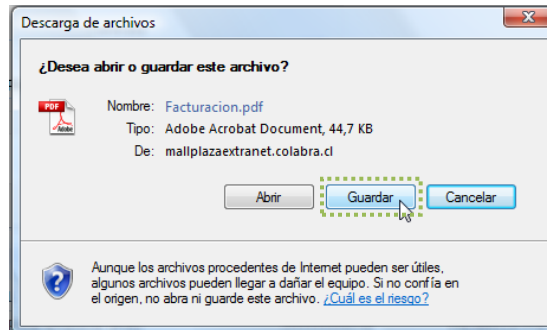 Descarga de archivos
¿Desea abrir o guardar este archivo?
PDF
Adobe
Nombre: Facturacion.pdf
Tipo: Adobe Acrobat Document, 44,7 KB
De: mallplazaextranet.colabra.cl
Abrir Guardar Cancelar
Aunque los archivos procedentes de Internet pueden ser útiles,
algunos archivos pueden llegar a dañar el equipo. Si no confía en
el origen, no abra ni guarde este archivo. ¿Cuál es el riesgo?